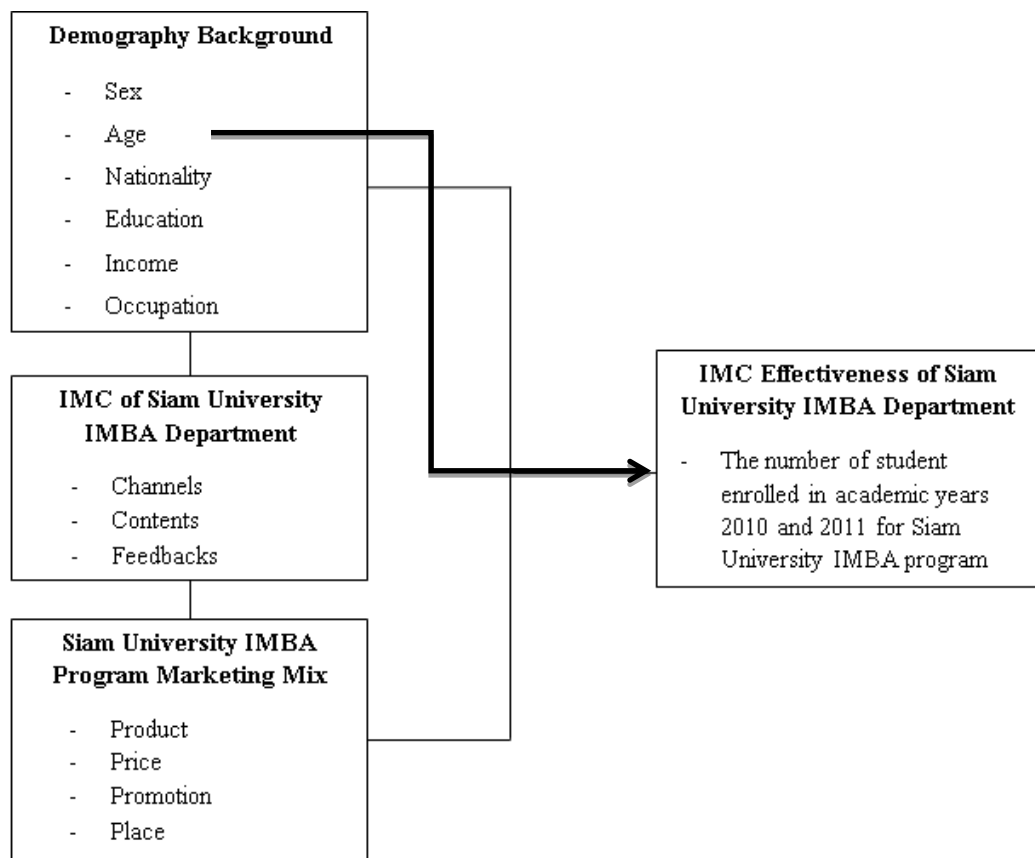 Demography Background
- Sex
- Age
- Nationality
- Education
- Income
- Occupation
IMC of Siam University
IMBA Department
- Channels
- Contents
- Feedbacks
Siam University IMBA
Program Marketing Mix
- Product
- Price
- Promotion
- Place
IMC Effectiveness of Siam
University IMBA Department
- The number of student
enrolled in academic years
2010 and 2011 for Siam
University IMBA program